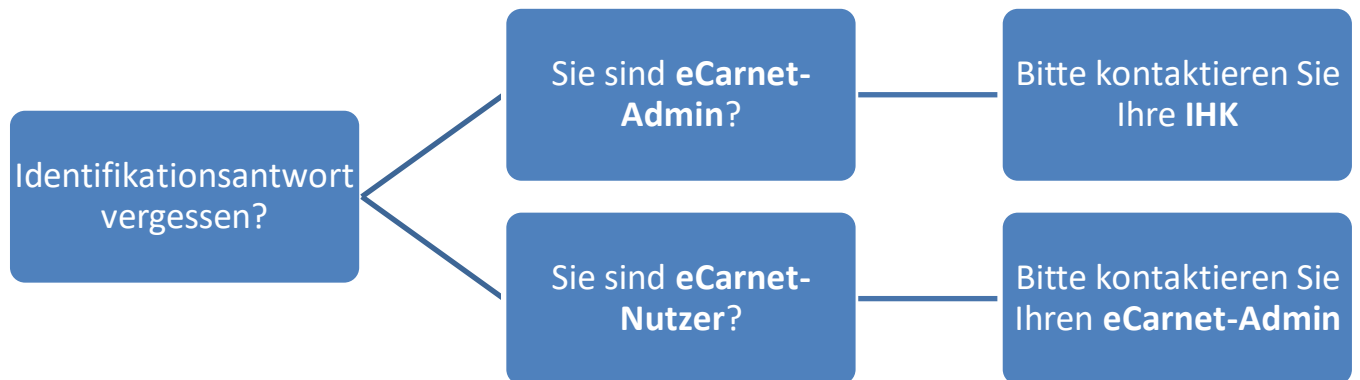 Identifikationsantwort
vergessen?
Sie sind eCarnet-
Admin?
Bitte kontaktieren Sie
Ihre IHK
Sie sind eCarnet-
Nutzer?
Bitte kontaktieren Sie
Ihren eCarnet-Admin